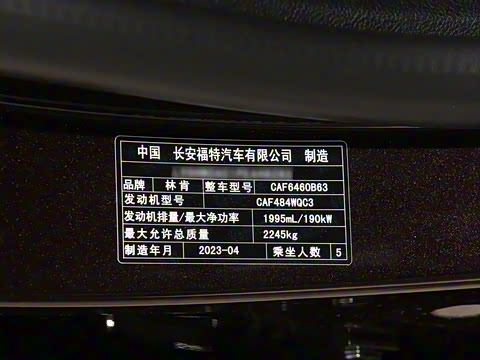 中国 长安福特汽车有限公司 制造
品牌 林肯 整车型号 CAF6460B63
发动机型号 CAF484WQC3
发动机排量/最大净功率 1995mL/190kW
最大允许总质量 2245kg
制造年月 2023-04 乘坐人数 5